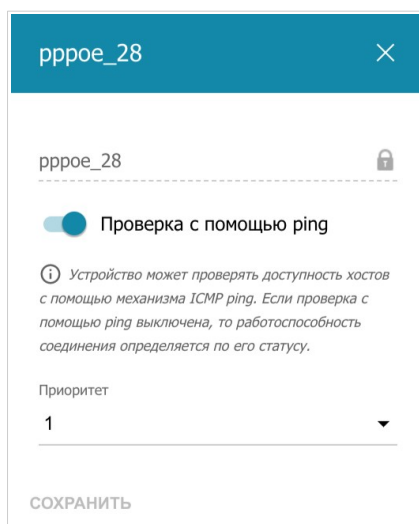 pppoe_28
pppoe_28
Проверка с помощью ping
Устройство может проверять доступность хостов
с помощью механизма ICMP ping. Если проверка с
помощью ping выключена, то работоспособность
соединения определяется по его статусу.
Приоритет
1
СОХРАНИТЬ